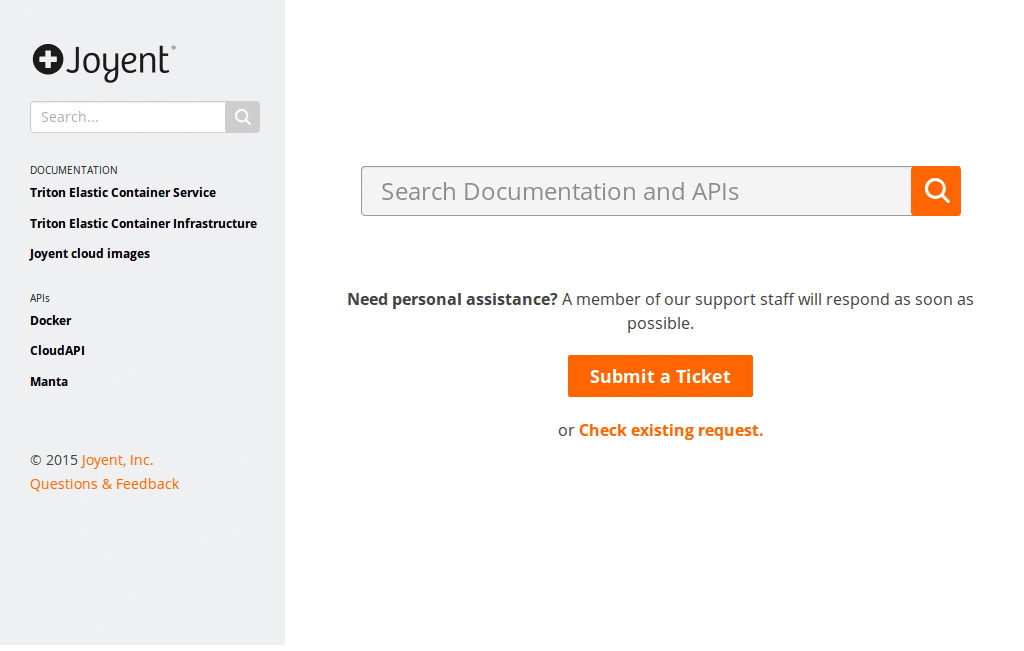 Joyent®
Search...
DOCUMENTATION
Triton Elastic Container Service
Triton Elastic Container Infrastructure
Joyent cloud images
APIs
Docker
CloudAPI
Manta
© 2015 Joyent, Inc.
Questions & Feedback
Search Documentation and APIs
Need personal assistance? A member of our support staff will respond as soon as
possible.
Submit a Ticket
or Check existing request.